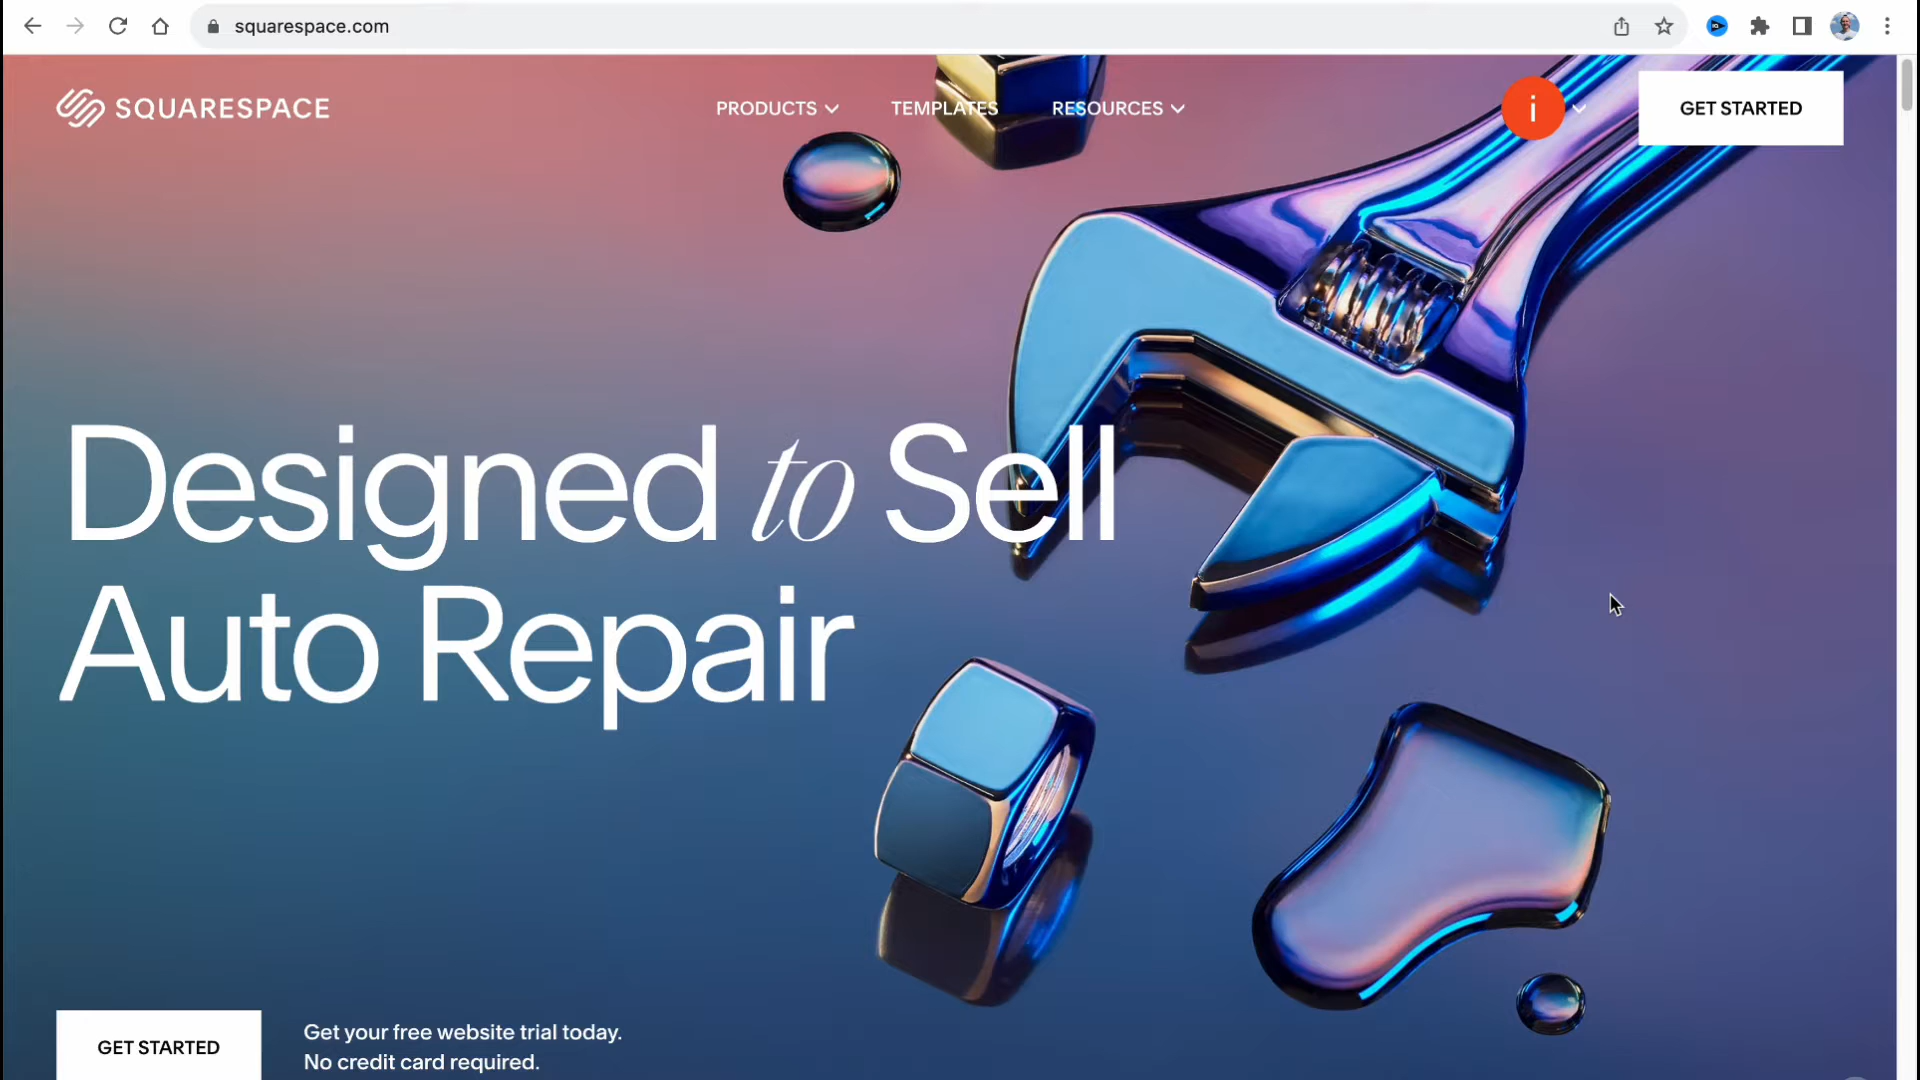 squarespace.com
SQUARESPACE
PRODUCTS
TEMPLATES
RESOURCES
i
GET STARTED
Designed to Sell
Auto Repair
GET STARTED
Get your free website trial today.
No credit card required.